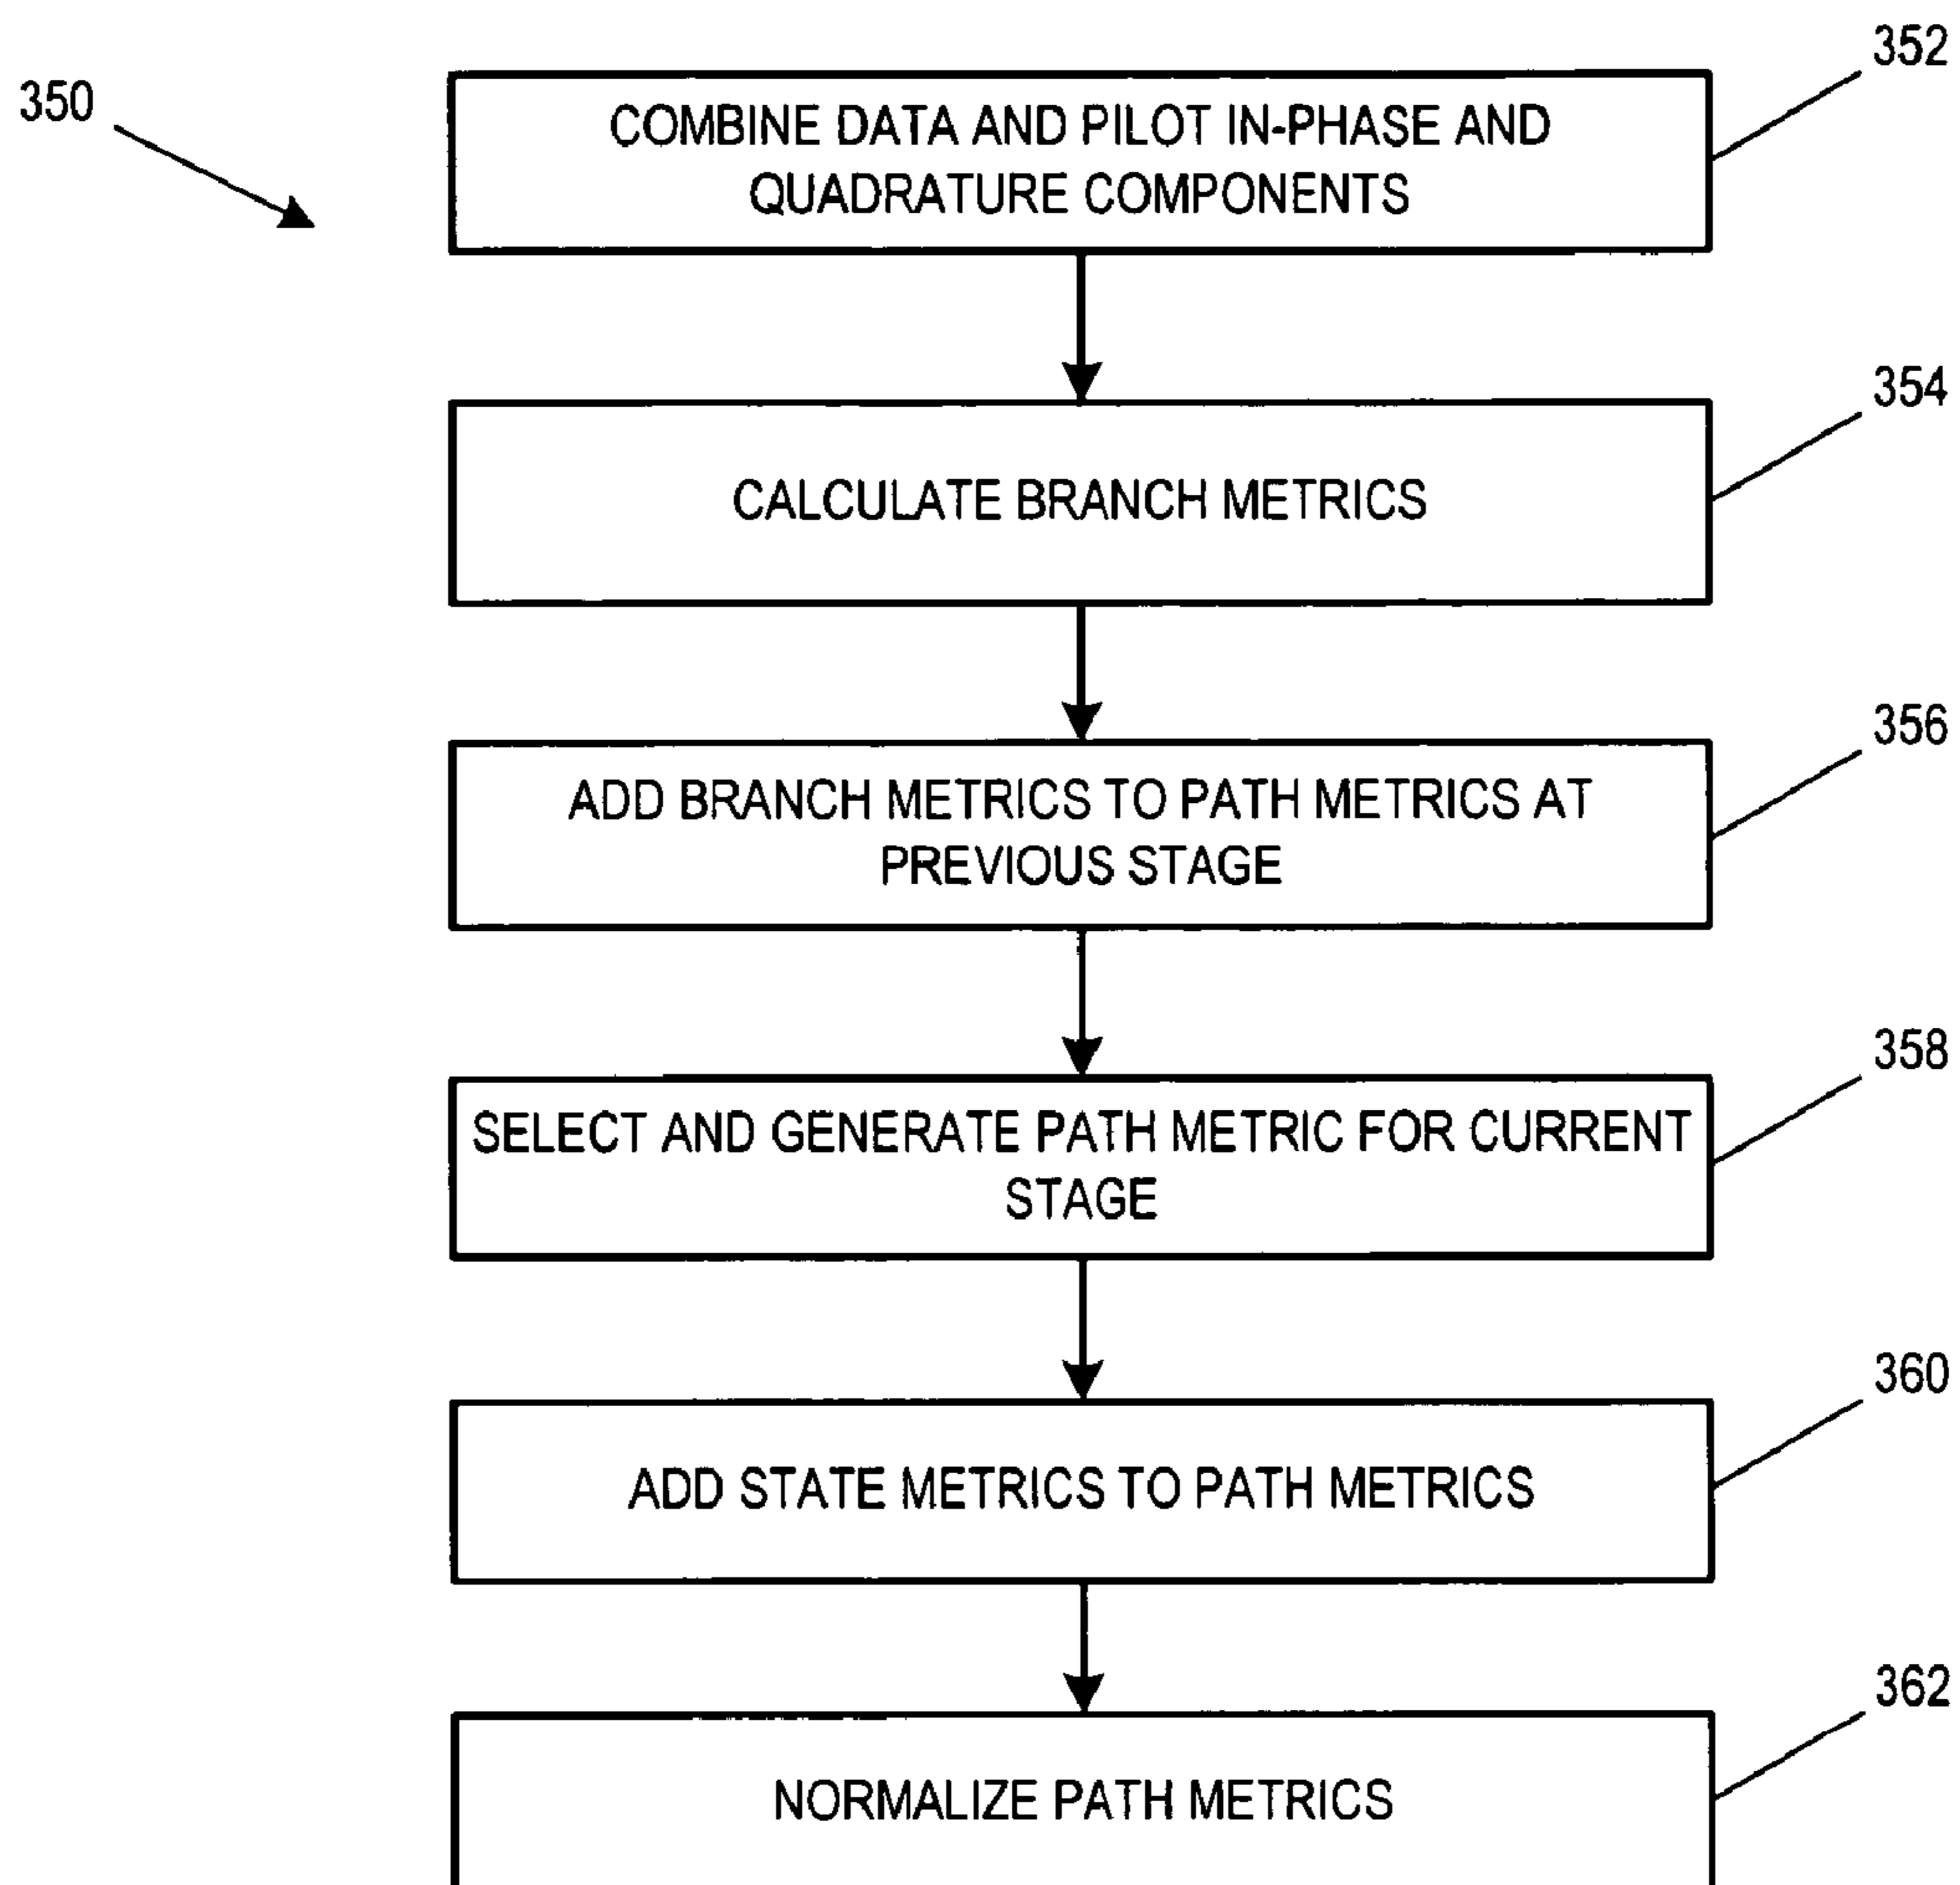 350
352
COMBINE DATA AND PILOT IN-PHASE AND
QUADRATURE COMPONENTS
354
CALCULATE BRANCH METRICS
356
ADD BRANCH METRICS TO PATH METRICS AT
PREVIOUS STAGE
358
SELECT AND GENERATE PATH METRIC FOR CURRENT
STAGE
360
ADD STATE METRICS TO PATH METRICS
362
NORMALIZE PATH METRICS